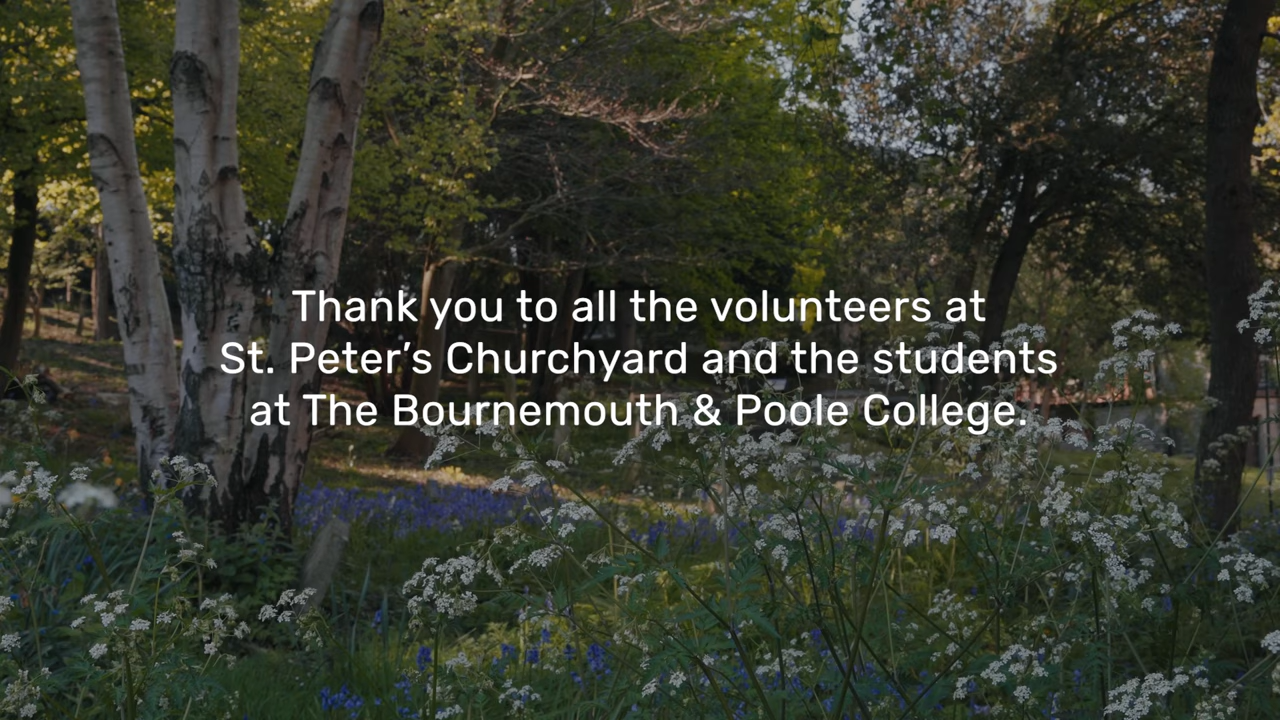 Thank you to all the volunteers at
St. Peter’s Churchyard and the students
at The Bournemouth & Poole College.